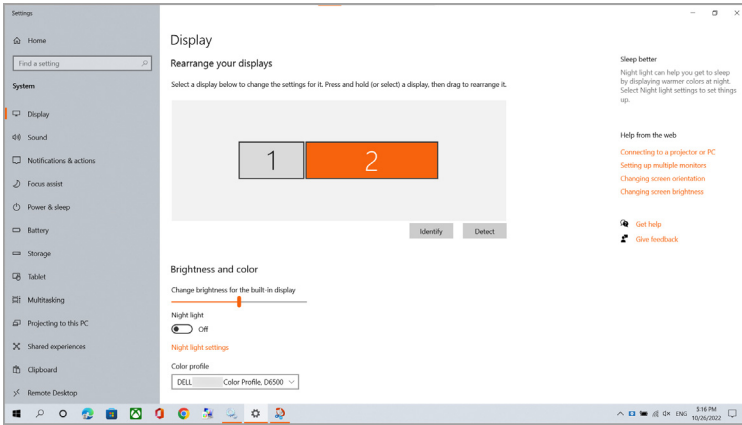 Settings
Home
Find a setting
System
Display
Sound
Notifications & actions
Focus assist
Power & sleep
Battery
Storage
Tablet
Multitasking
Projecting to this PC
Shared experiences
Clipboard
Remote Desktop
Display
Rearrange your displays
Select a display below to change the settings for it. Press and hold (or select) a display, then drag to rearrange it.
1
2
Identify
Detect
Brightness and color
Change brightness for the built-in display
Night light
Off
Night light settings
Color profile
DELL Color Profile, D6500
Sleep better
Night light can help you get to sleep
by displaying warmer colors at night.
Select Night light settings to set things
up.
Help from the web
Connecting to a projector or PC
Setting up multiple monitors
Changing screen orientation
Changing screen brightness
Get help
Give feedback
ENG
5:16 PM
10/26/2022